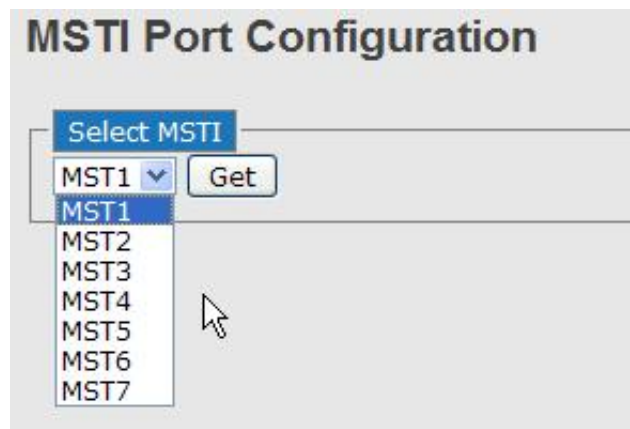 MSTI Port Configuration
Select MSTI
MST1 Get
MST1
MST2
MST3
MST4
MST5
MST6
MST7